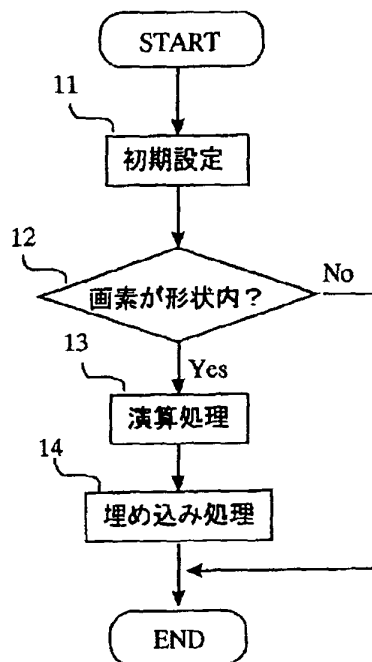 START
11
初期設定
12
画素が形状内?
No
13
Yes
演算処理
14
埋め込み処理
END